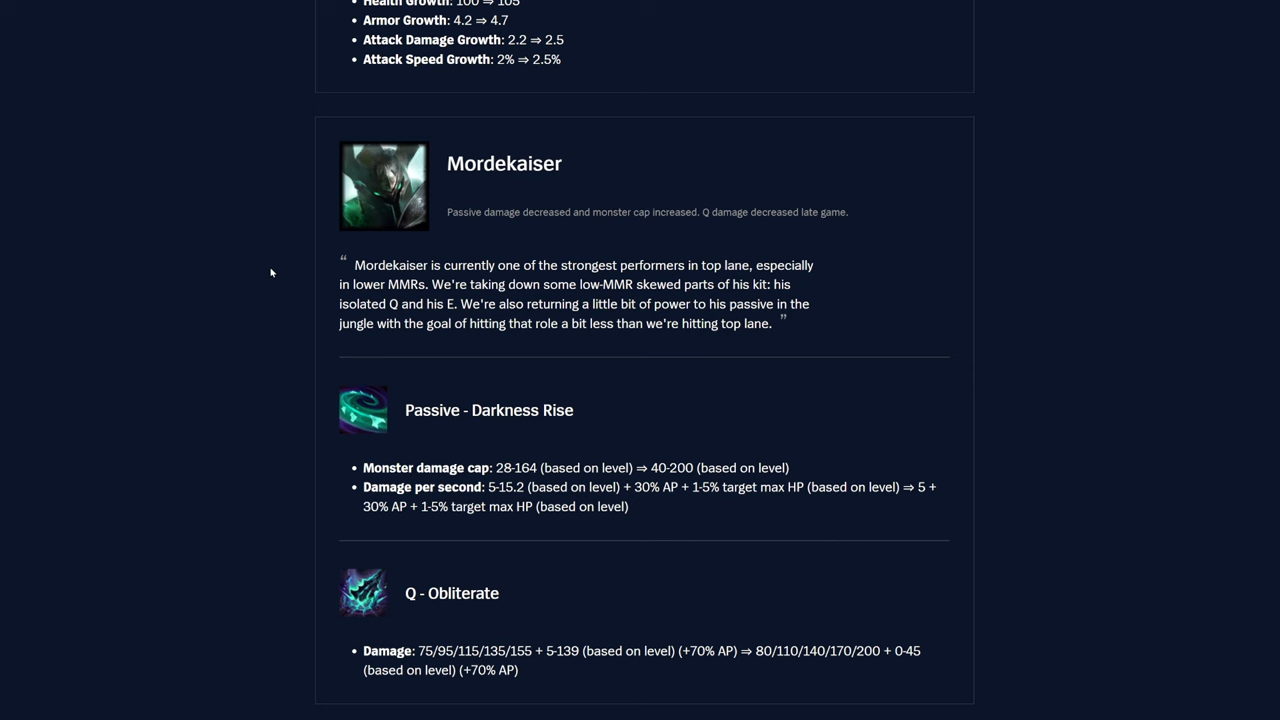 • Health Growth: 100 ⇒ 105
• Armor Growth: 4.2 ⇒ 4.7
• Attack Damage Growth: 2.2 ⇒ 2.5
• Attack Speed Growth: 2% ⇒ 2.5%
Mordekaiser
Passive damage decreased and monster cap increased. Q damage decreased late game.
“ Mordekaiser is currently one of the strongest performers in top lane, especially
in lower MMRs. We're taking down some low-MMR skewed parts of his kit: his
isolated Q and his E. We're also returning a little bit of power to his passive in the
jungle with the goal of hitting that role a bit less than we're hitting top lane. ”
Passive - Darkness Rise
• Monster damage cap: 28-164 (based on level) ⇒ 40-200 (based on level)
• Damage per second: 5-15.2 (based on level) + 30% AP + 1-5% target max HP (based on level) ⇒ 5 +
30% AP + 1-5% target max HP (based on level)
Q - Obliterate
• Damage: 75/95/115/135/155 + 5-139 (based on level) (+70% AP) ⇒ 80/110/140/170/200 + 0-45
(based on level) (+70% AP)